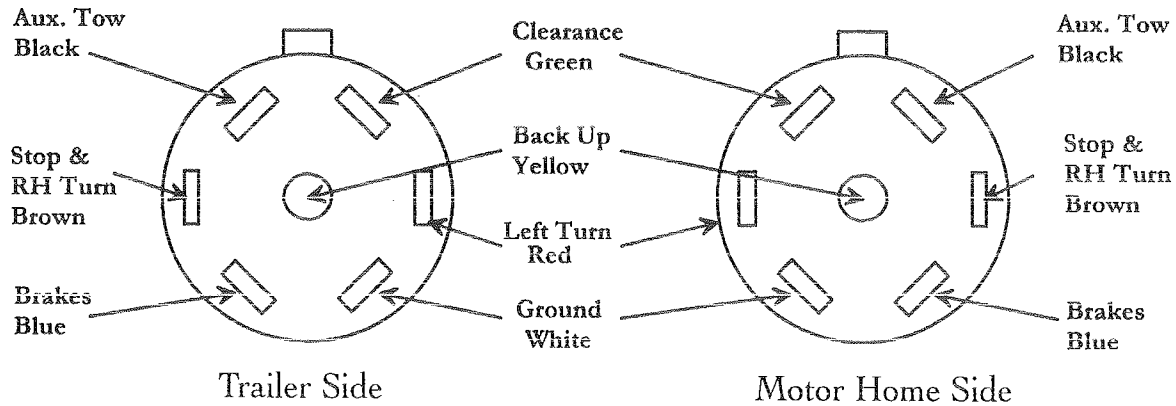 Aux. Tow
Black
Clearance
Green
Aux. Tow
Black
Stop &
RH Turn
Brown
Back Up
Yellow
Stop &
RH Turn
Brown
Left Turn
Red
Brakes
Blue
Ground
White
Brakes
Blue
Trailer Side
Motor Home Side